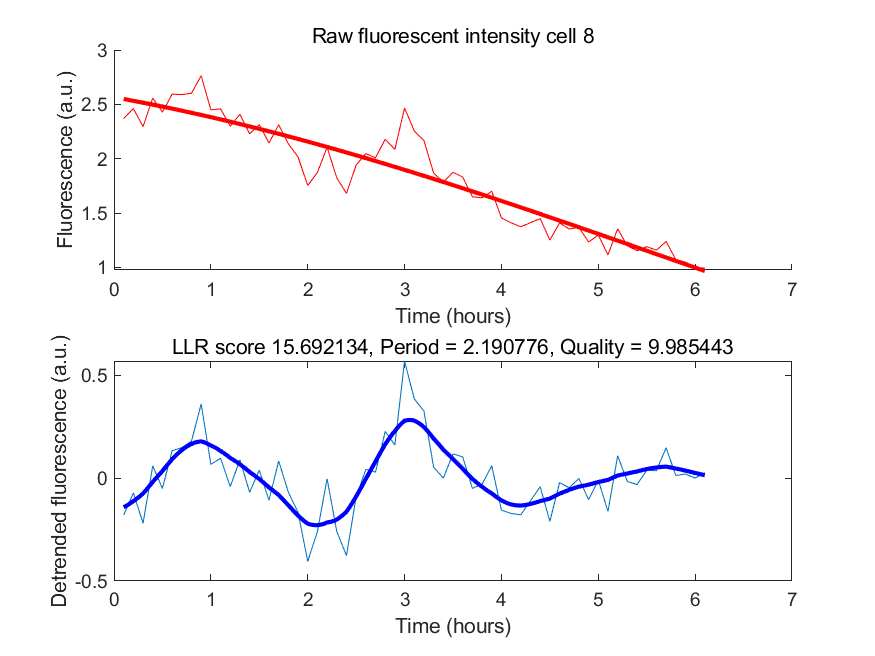 Raw fluorescent intensity cell 8
Fluorescence (a.u.)
3
2.5
2
1.5
1
0 1 2 3 4 5 6 7
Time (hours)
LLR score 15.692134, Period = 2.190776, Quality = 9.985443
Detrended fluorescence (a.u.)
0.5
0
-0.5
0 1 2 3 4 5 6 7
Time (hours)